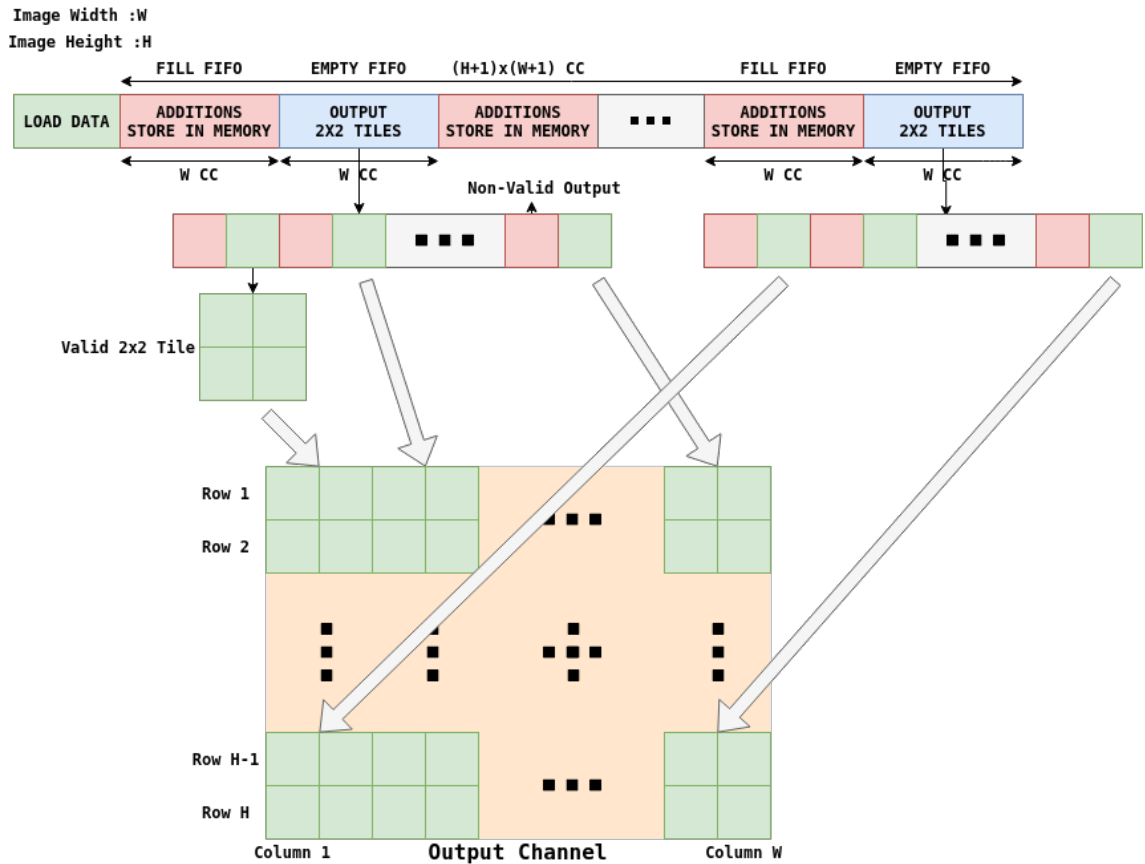 Image Width :W
Image Height :H
FILL FIFO
EMPTY FIFO
(H+1)x(W+1) CC
FILL FIFO
EMPTY FIFO
LOAD DATA
ADDITIONS
STORE IN MEMORY
OUTPUT
2X2 TILES
ADDITIONS
STORE IN MEMORY
ADDITIONS
STORE IN MEMORY
OUTPUT
2X2 TILES
W CC
W CC
W CC
W CC
Non-Valid Output
Valid 2x2 Tile
Row 1
Row 2
Row H-1
Row H
Column 1
Output Channel
Column W